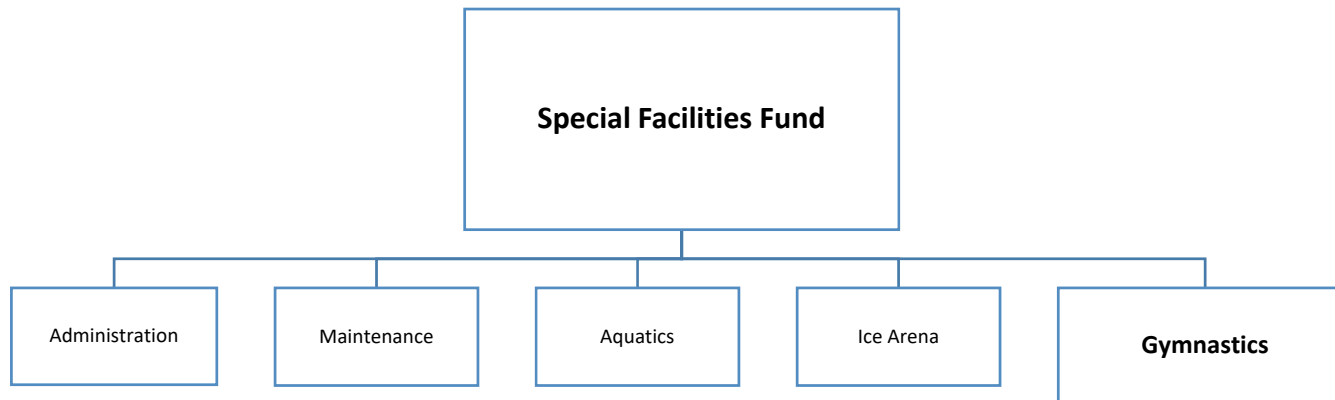 Special Facilities Fund
Administration
Maintenance
Aquatics
Ice Arena
Gymnastics